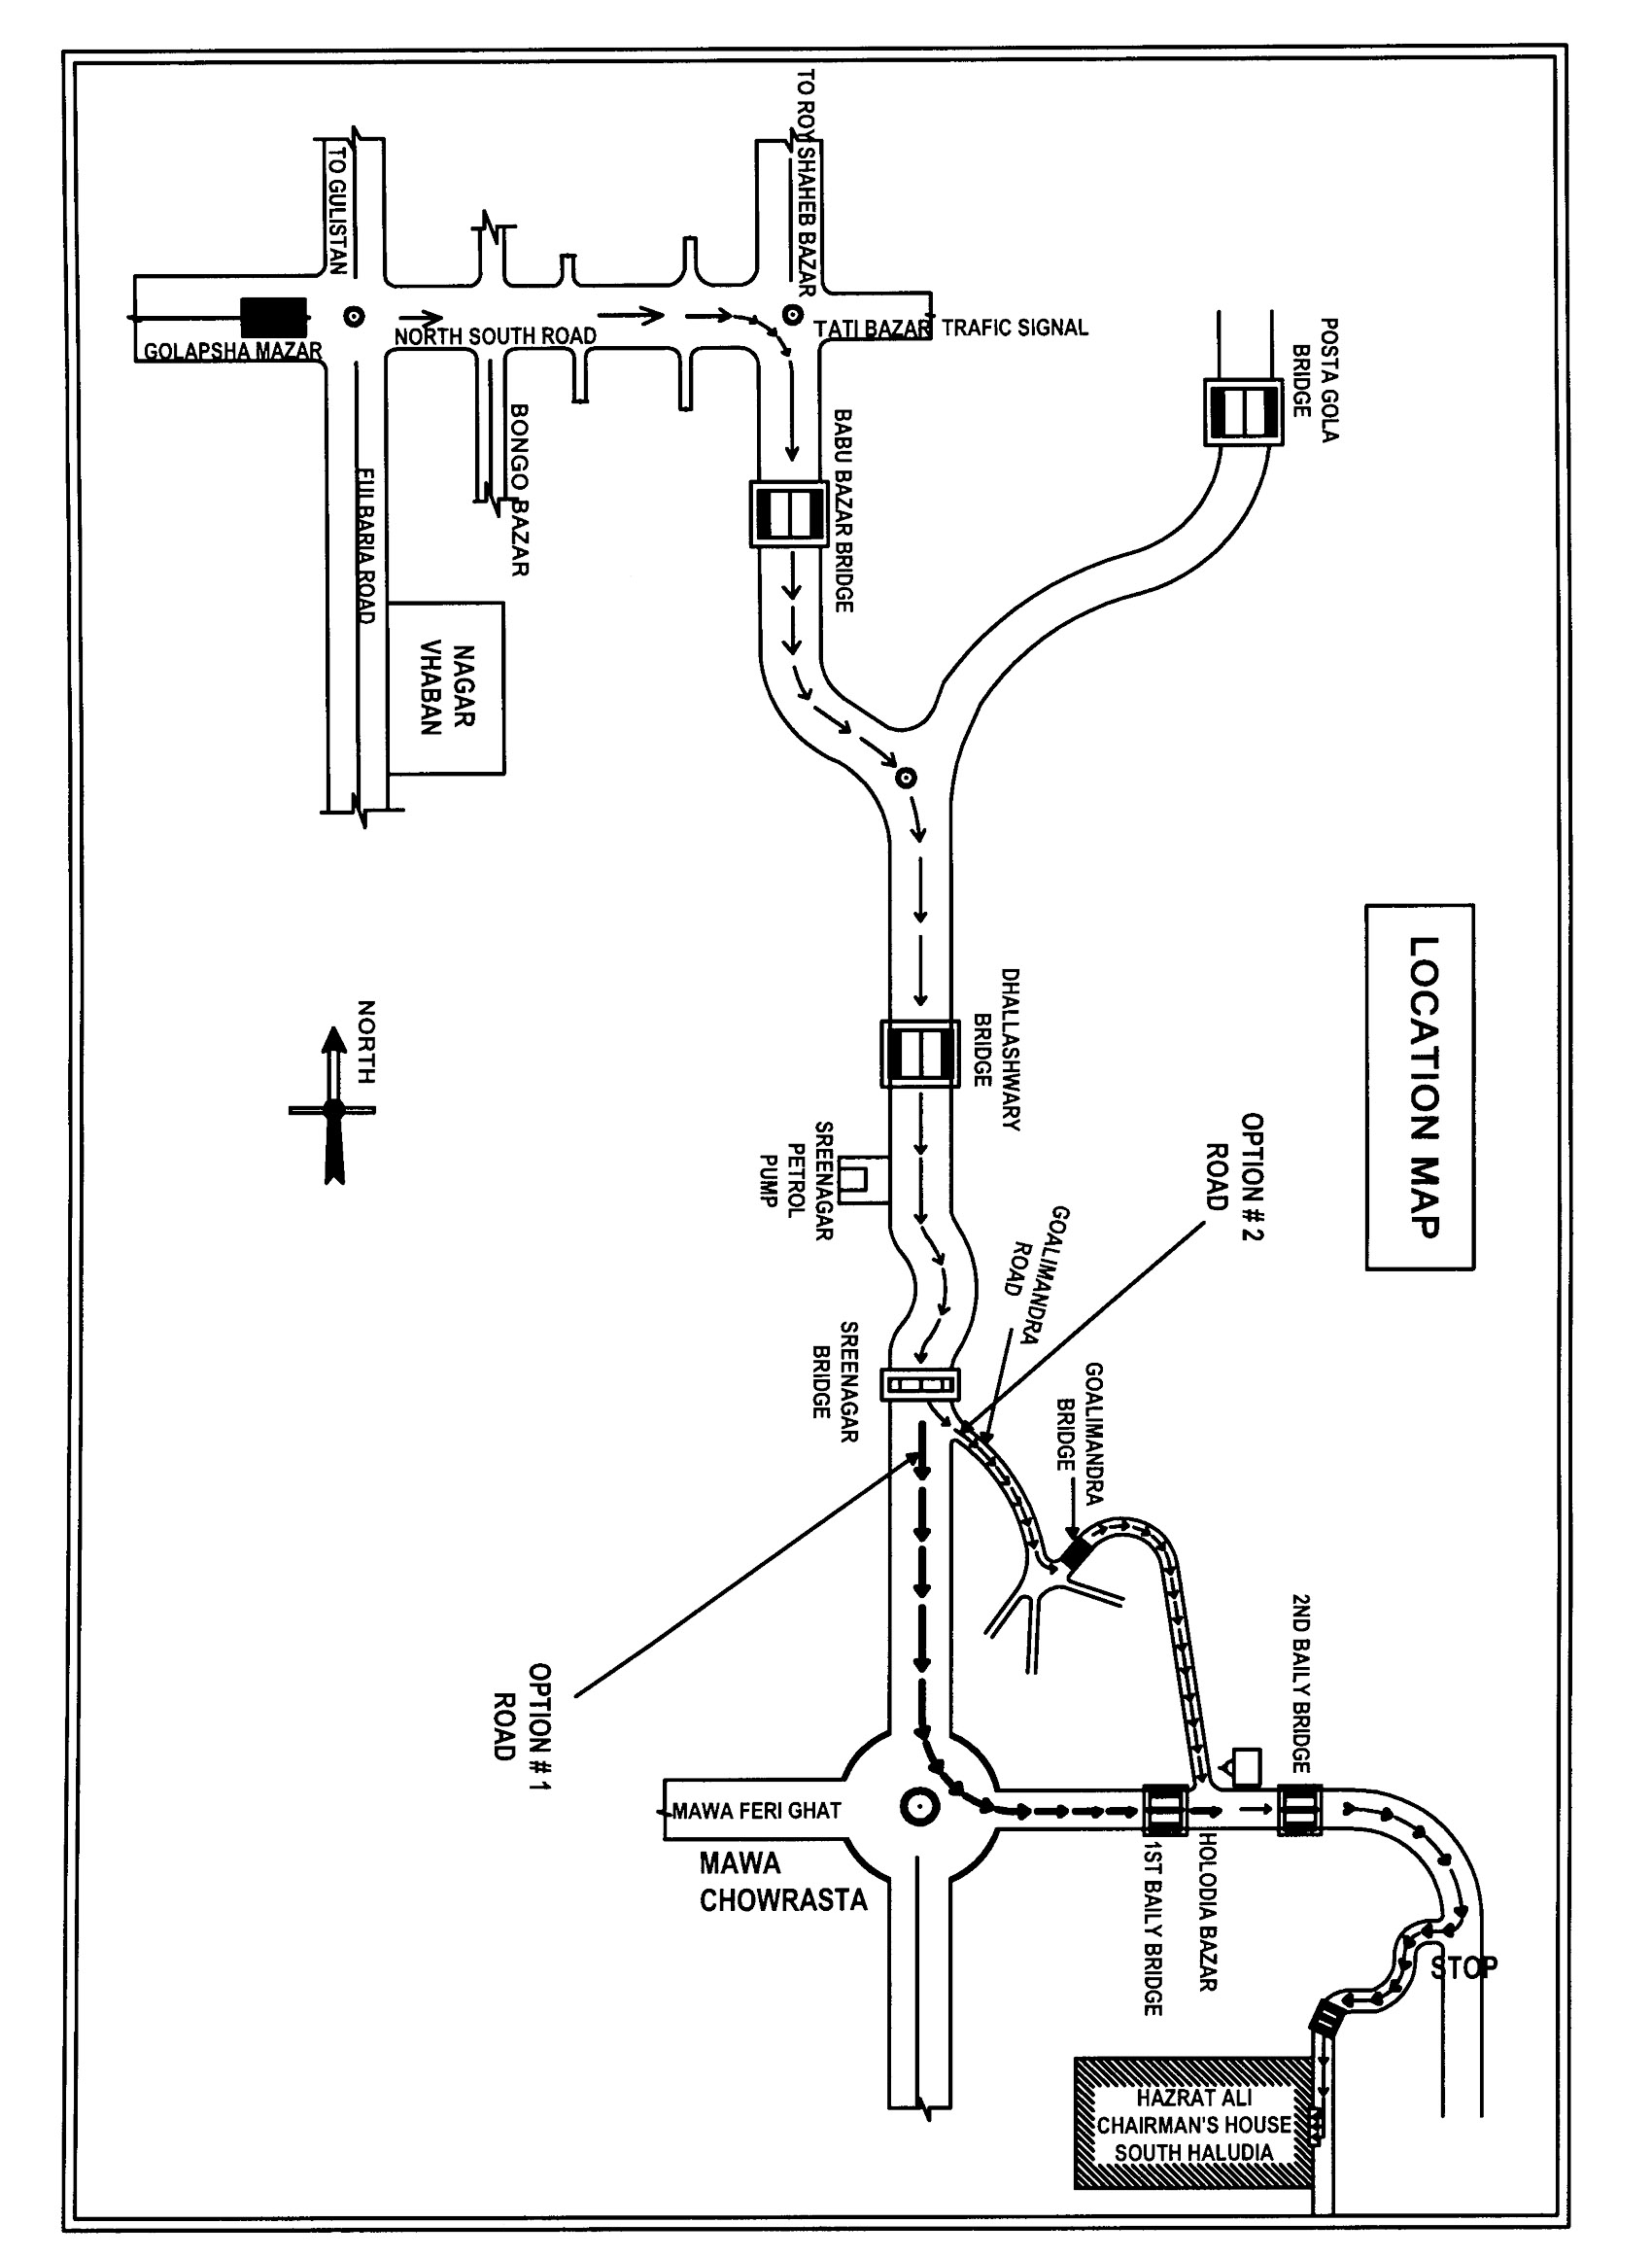 LOCATION MAP
TO ROY SHAHEB BAZAR
TO GULISTAN
GOLAPSHA MAZAR
NORTH SOUTH ROAD
TATI BAZAR TRAFIC SIGNAL
POSTA GOLA
BRIDGE
BABU BAZAR BRIDGE
BONGO BAZAR
FULBARIA ROAD
NAGAR
VHABAN
NORTH
DHALLASHWARY
BRIDGE
SREENAGAR
PETROL
PUMP
OPTION # 2
ROAD
GOALIMANDRA
ROAD
SREENAGAR
BRIDGE
GOALIMANDRA
BRIDGE
OPTION # 1
ROAD
2ND BAILY BRIDGE
MAWA FERI GHAT
MAWA
CHOWRASTA
1ST BAILY BRIDGE
HOLODIA BAZAR
STOP
HAZRAT ALI
CHAIRMAN'S HOUSE
SOUTH HALUDIA